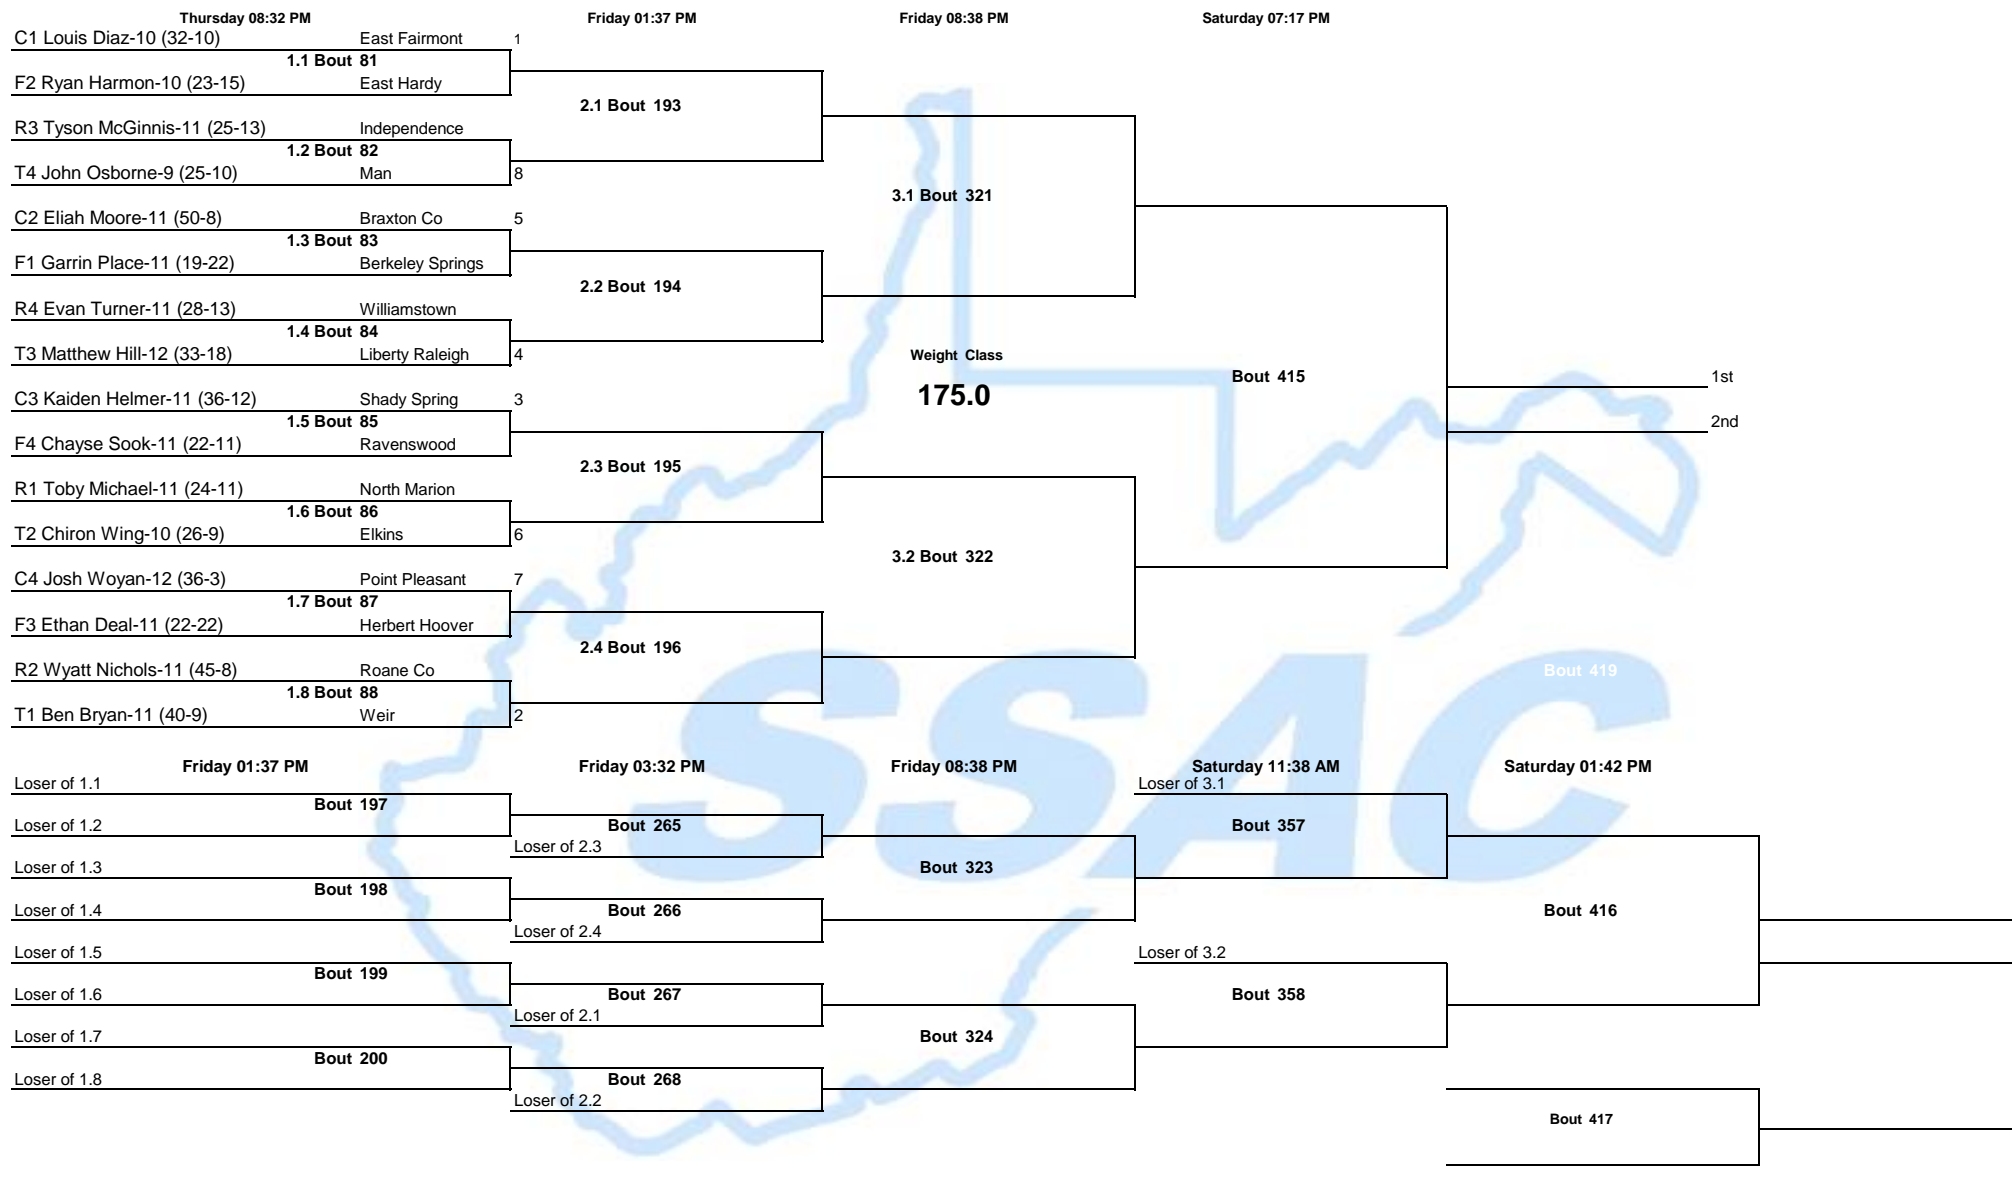 Thursday 08:32 PM Friday 01:37 PM Friday 08:38 PM Saturday 07:17 PM
C1 Louis Diaz-10 (32-10) East Fairmont 1
1.1 Bout 81
F2 Ryan Harmon-10 (23-15) East Hardy
2.1 Bout 193
R3 Tyson McGinnis-11 (25-13) Independence
1.2 Bout 82
T4 John Osborne-9 (25-10) Man 8
3.1 Bout 321
C2 Eliah Moore-11 (50-8) Braxton Co 5
1.3 Bout 83
F1 Garrin Place-11 (19-22) Berkeley Springs
2.2 Bout 194
R4 Evan Turner-11 (28-13) Williamstown
1.4 Bout 84
T3 Matthew Hill-12 (33-18) Liberty Raleigh 4
Weight Class
Bout 415
1st
175.0
C3 Kaiden Helmer-11 (36-12) Shady Spring 3
1.5 Bout 85
2nd
F4 Chayse Sook-11 (22-11) Ravenswood
2.3 Bout 195
R1 Toby Michael-11 (24-11) North Marion
1.6 Bout 86
T2 Chiron Wing-10 (26-9) Elkins 6
3.2 Bout 322
C4 Josh Woyan-12 (36-3) Point Pleasant 7
1.7 Bout 87
F3 Ethan Deal-11 (22-22) Herbert Hoover
2.4 Bout 196
R2 Wyatt Nichols-11 (45-8) Roane Co
Bout 419
1.8 Bout 88
T1 Ben Bryan-11 (40-9) Weir 2
SSAC
Friday 01:37 PM Friday 03:32 PM Friday 08:38 PM Saturday 11:38 AM Saturday 01:42 PM
Loser of 1.1 Loser of 3.1
Bout 197
Loser of 1.2 Bout 265 Bout 357
Loser of 2.3
Loser of 1.3 Bout 323
Bout 198
Loser of 1.4 Bout 266 Bout 416
Loser of 2.4
Loser of 1.5 Loser of 3.2
Bout 199
Loser of 1.6 Bout 267 Bout 358
Loser of 2.1
Loser of 1.7 Bout 324
Bout 200
Loser of 1.8 Bout 268
Loser of 2.2
Bout 417